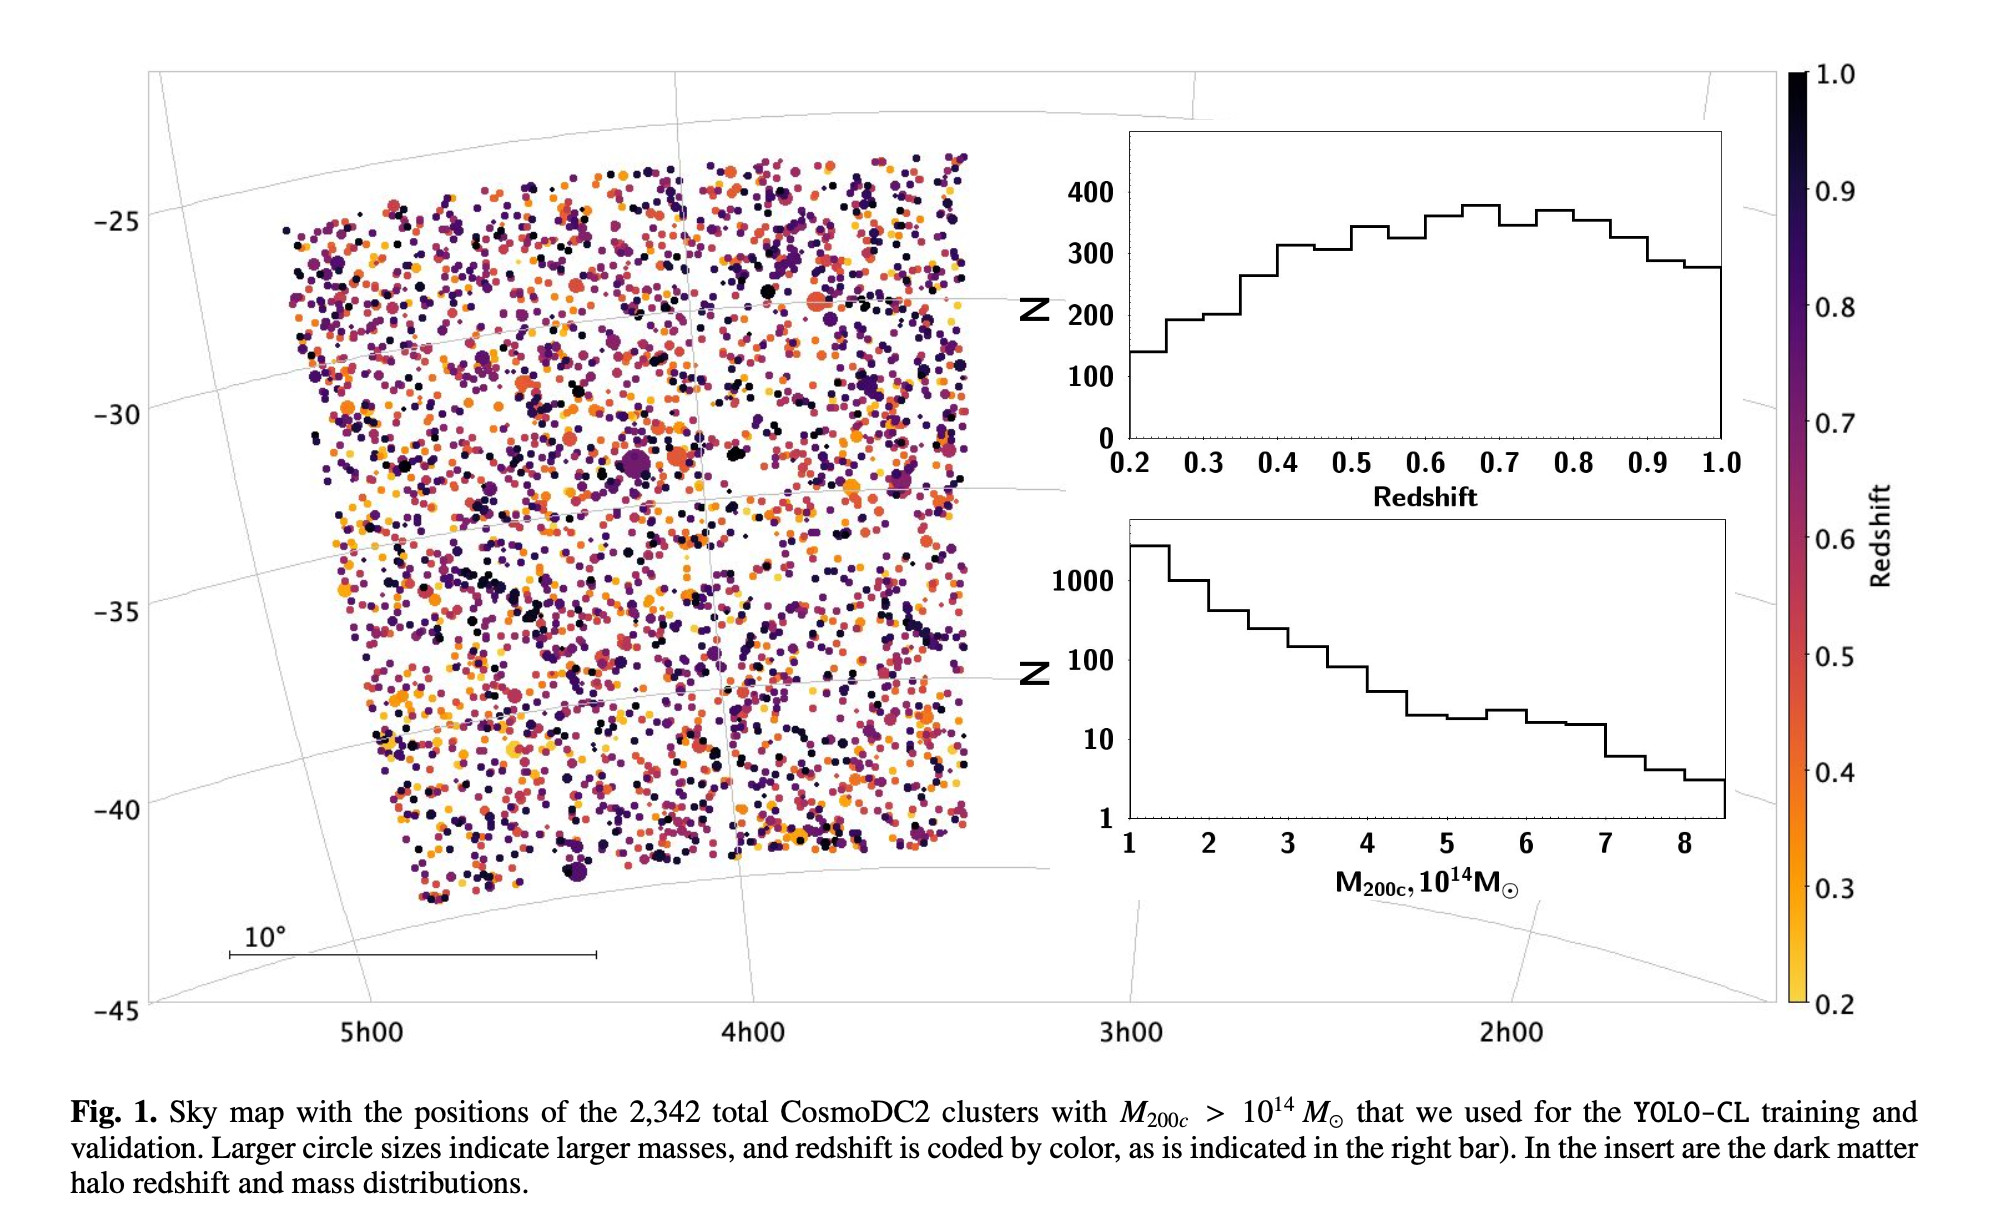 1.0
0.9
0.8
0.7
0.6
0.5
0.4
0.3
0.2
Redshift
−25
−30
−35
−40
−45
5h00
4h00
3h00
2h00
10°
N
400
300
200
100
0
0.2 0.3 0.4 0.5 0.6 0.7 0.8 0.9 1.0
Redshift
N
1000
100
10
1
1 2 3 4 5 6 7 8
M₂₀₀c, 10¹⁴M⊙
Fig. 1. Sky map with the positions of the 2,342 total CosmoDC2 clusters with M₂₀₀c > 10¹⁴ M⊙ that we used for the YOLO-CL training and
validation. Larger circle sizes indicate larger masses, and redshift is coded by color, as is indicated in the right bar). In the insert are the dark matter
halo redshift and mass distributions.